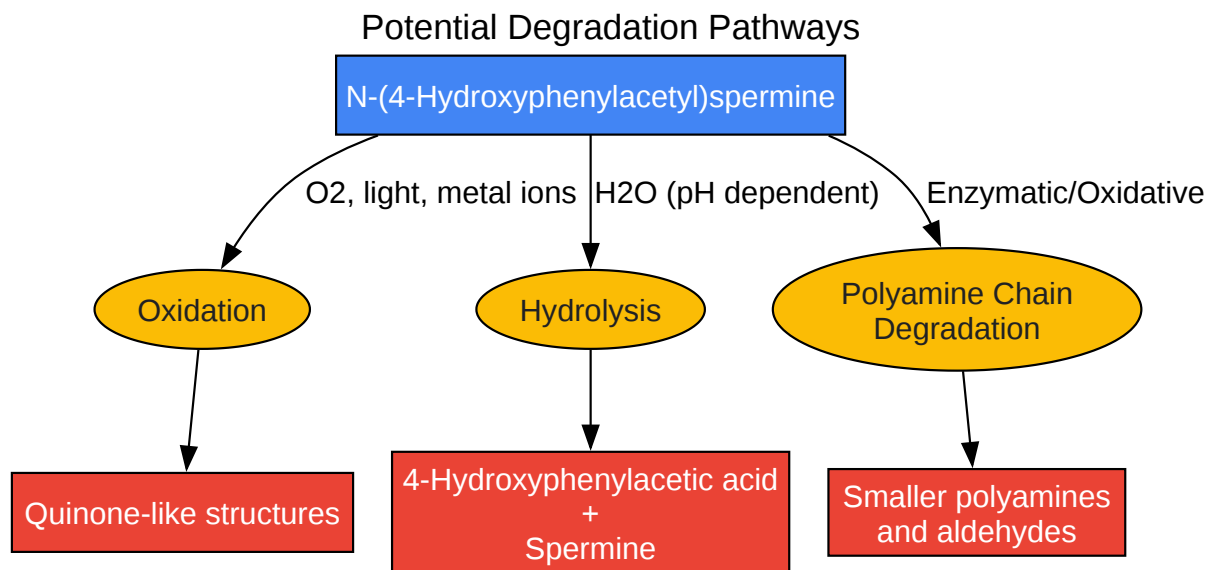 Potential Degradation Pathways
N-(4-Hydroxyphenylacetyl)spermine
O2, light, metal ions
H2O (pH dependent)
Enzymatic/Oxidative
Oxidation
Hydrolysis
Polyamine Chain
Degradation
Quinone-like structures
4-Hydroxyphenylacetic acid
+
Spermine
Smaller polyamines
and aldehydes